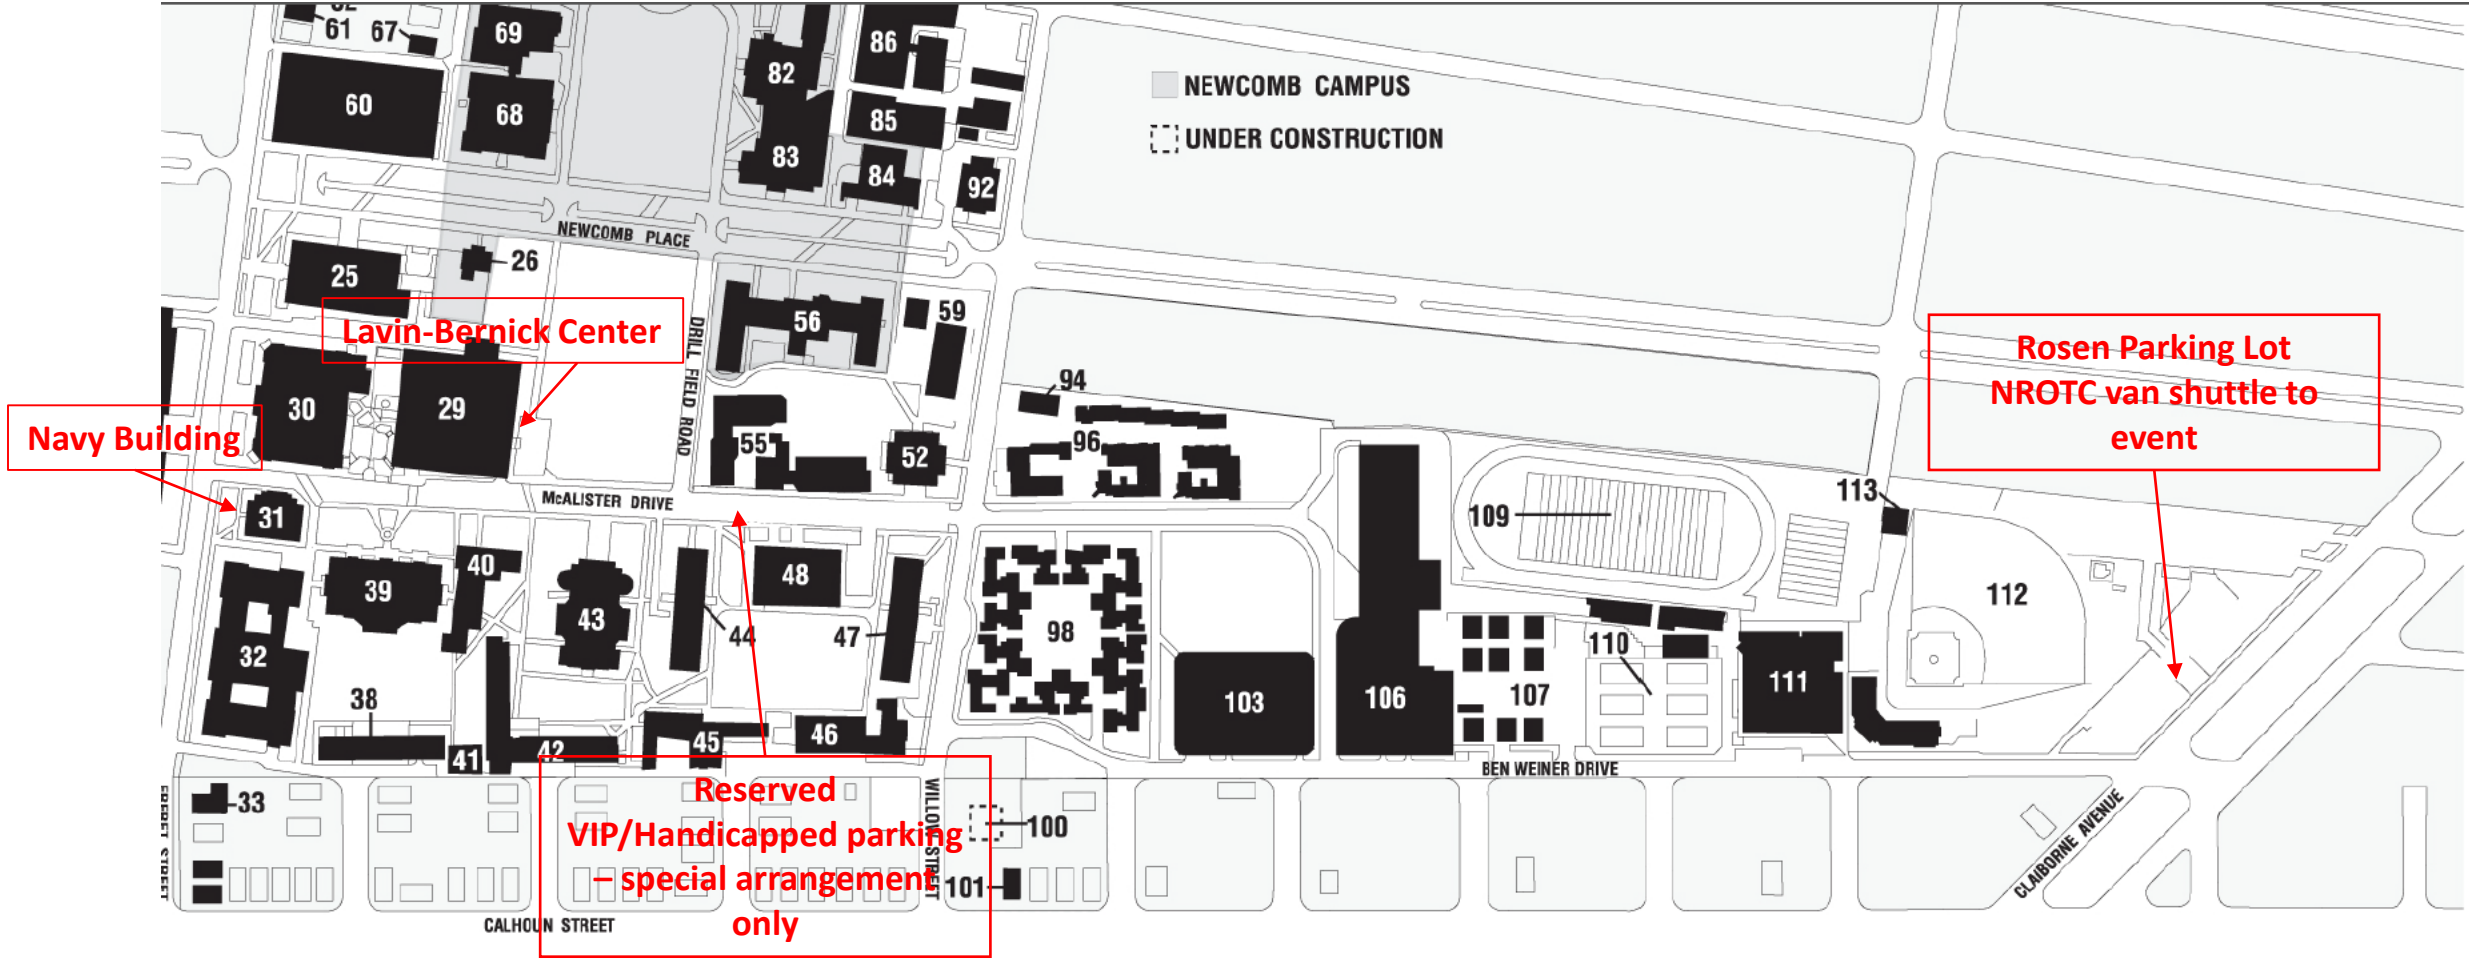 62
61
67
69
82
86
60
68
83
85
84
92
NEWCOMB CAMPUS
UNDER CONSTRUCTION
NEWCOMB PLACE
25
26
56
59
Lavin-Bernick Center
DRILL FIELD ROAD
Rosen Parking Lot
NROTC van shuttle to
event
30
29
55
52
94
96
Navy Building
McALISTER DRIVE
31
109
113
112
32
39
40
43
44
48
47
98
38
41
42
45
46
103
106
107
110
111
BEN WEINER DRIVE
33
FRERET STREET
Reserved
VIP/Handicapped parking
– special arrangement
only
WILLOW STREET
100
101
CLAIBORNE AVENUE
CALHOUN STREET